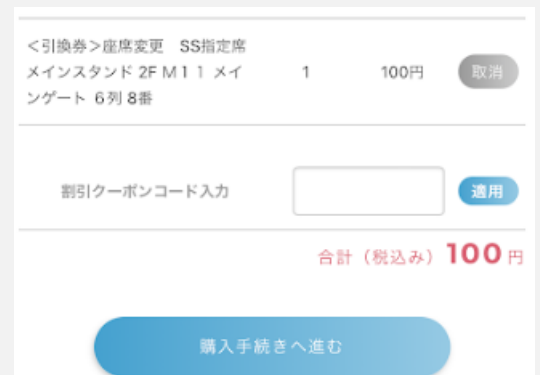 ＜引換券＞座席変更　SS指定席
メインスタンド 2F M１１ メイ
ンゲート ６列 8番
1
100円
取消
割引クーポンコード入力
適用
合計（税込み）100 円
購入手続きへ進む